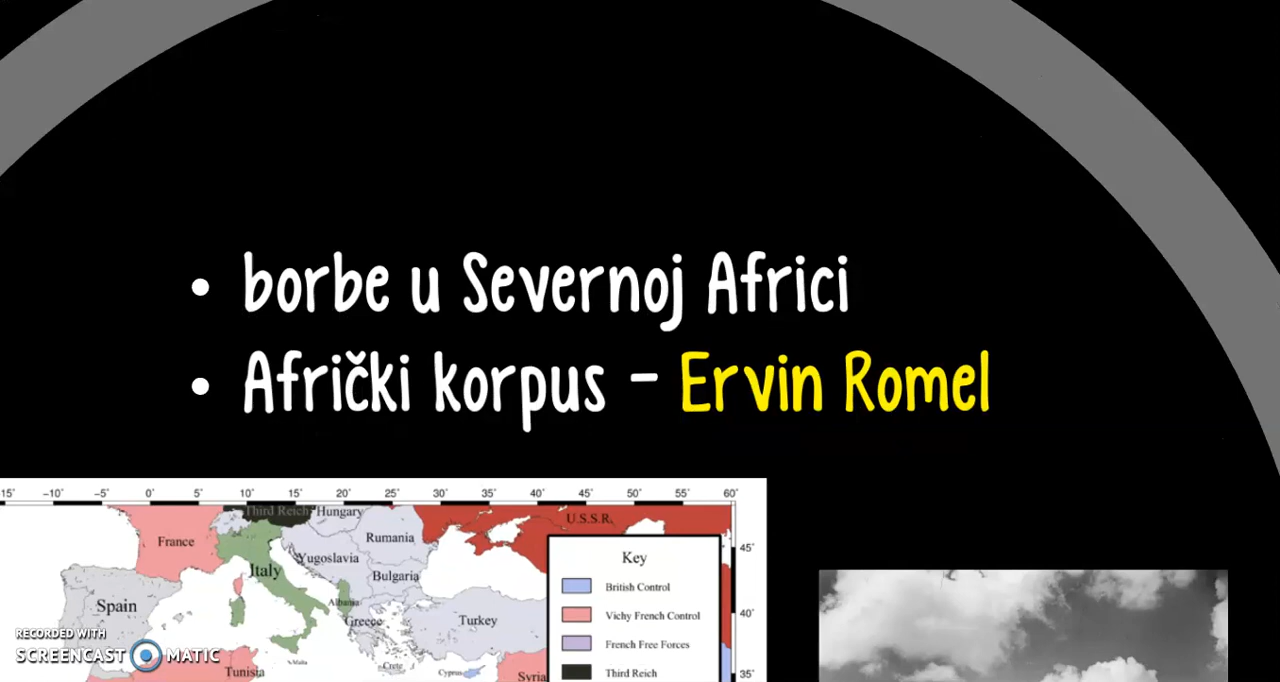 • borbe u Severnoj Africi
• Afrički korpus - Ervin Romel
-15° -10° -5° 0° 5° 10° 15° 20° 25° 30° 35° 40° 45° 50° 55° 60°
Third Reich Hungary U.S.S.R.
France Rumania 45°
Yugoslavia Key
Italy Bulgaria British Control
Spain Albania 40°
Greece Turkey Vichy French Control
RECORDED WITH French Free Forces
SCREENCAST MATIC Malta Crete Cyprus Third Reich 35°
Tunisia Syria